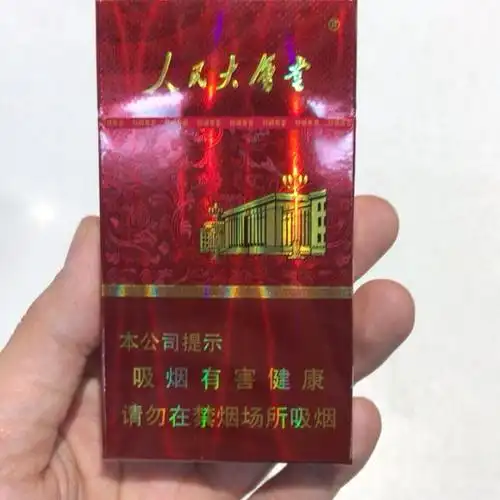 人民大會堂
本公司提示
吸烟有害健康
请勿在禁烟场所吸烟